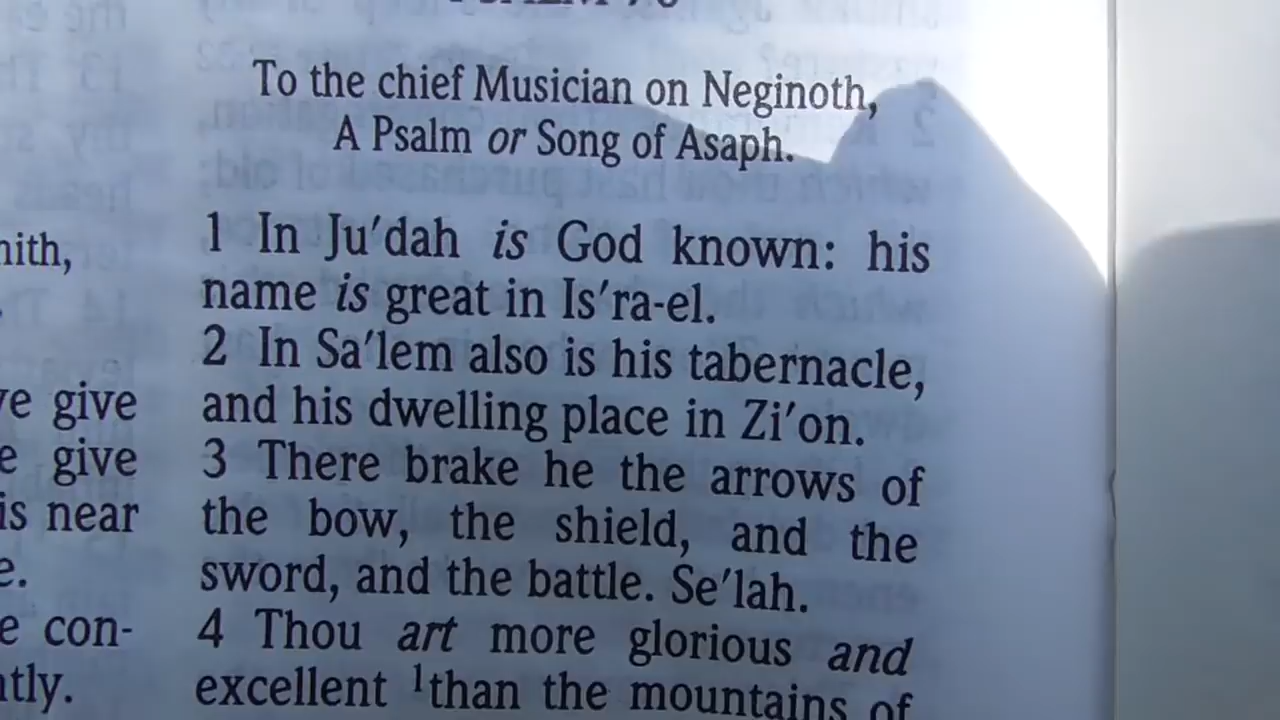 To the chief Musician on Neginoth,
A Psalm or Song of Asaph.
1 In Ju′dah is God known: his
name is great in Is′ra-el.
2 In Sa′lem also is his tabernacle,
and his dwelling place in Zi′on.
3 There brake he the arrows of
the bow, the shield, and the
sword, and the battle. Se′lah.
4 Thou art more glorious and
excellent ¹than the mountains of
give
give
is near
con-